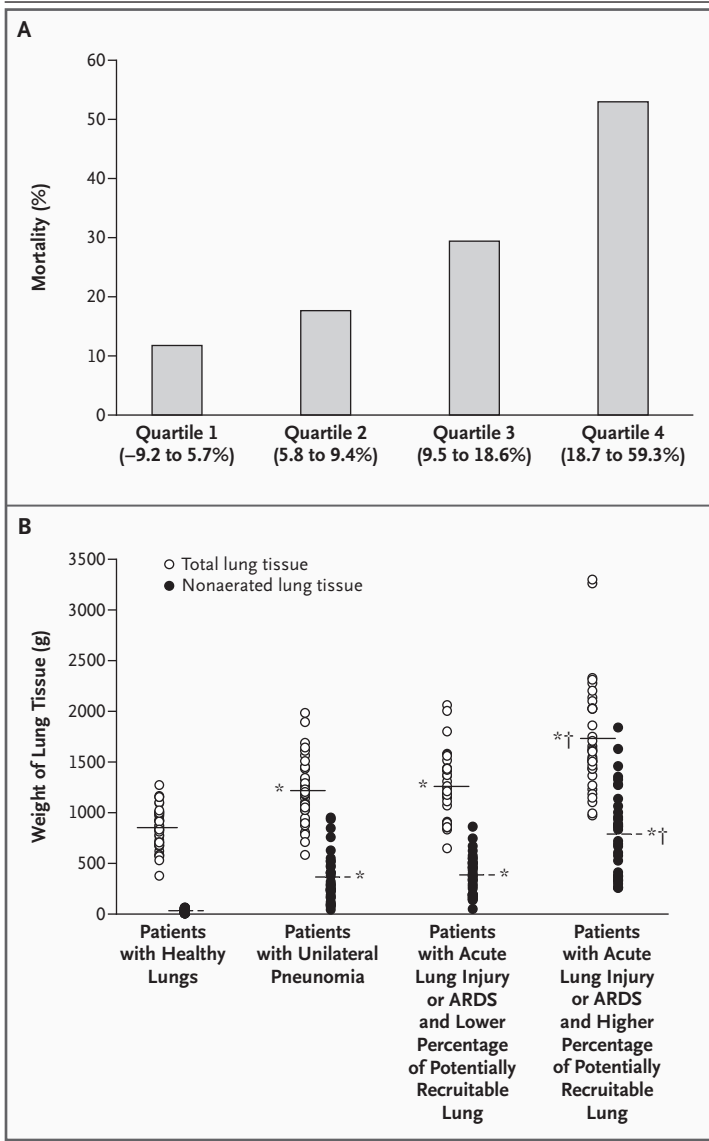 A
60
50
40
30
20
10
0
Mortality (%)
Quartile 1
(−9.2 to 5.7%)
Quartile 2
(5.8 to 9.4%)
Quartile 3
(9.5 to 18.6%)
Quartile 4
(18.7 to 59.3%)
B
3500
3000
2500
2000
1500
1000
500
0
Weight of Lung Tissue (g)
Total lung tissue
Nonaerated lung tissue
*
*
*
*
*†
*†
Patients
with Healthy
Lungs
Patients
with Unilateral
Pneunomia
Patients
with Acute
Lung Injury
or ARDS
and Lower
Percentage
of Potentially
Recruitable
Lung
Patients
with Acute
Lung Injury
or ARDS
and Higher
Percentage
of Potentially
Recruitable
Lung